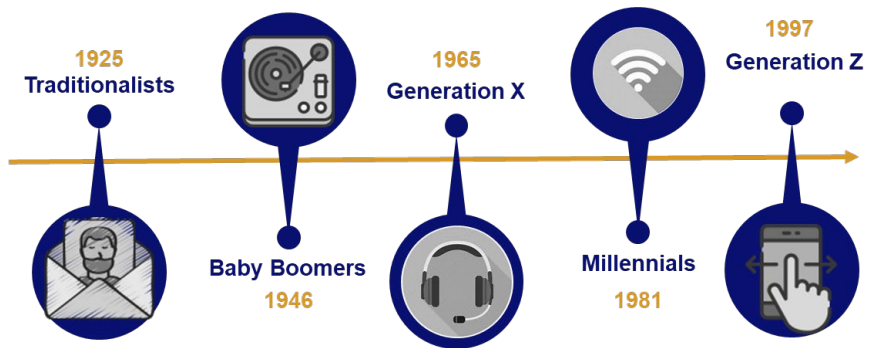 1925
Traditionalists
Baby Boomers
1946
1965
Generation X
Millennials
1981
1997
Generation Z